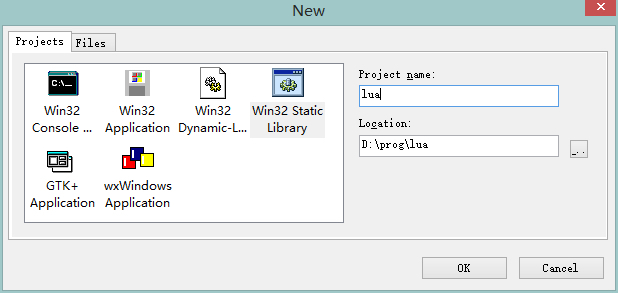 New
Projects
Files
Win32
Console ...
Win32
Application
Win32
Dynamic-L...
Win32 Static
Library
GTK+
Application
wxWindows
Application
Project name:
lua
Location:
D:\prog\lua
...
OK
Cancel